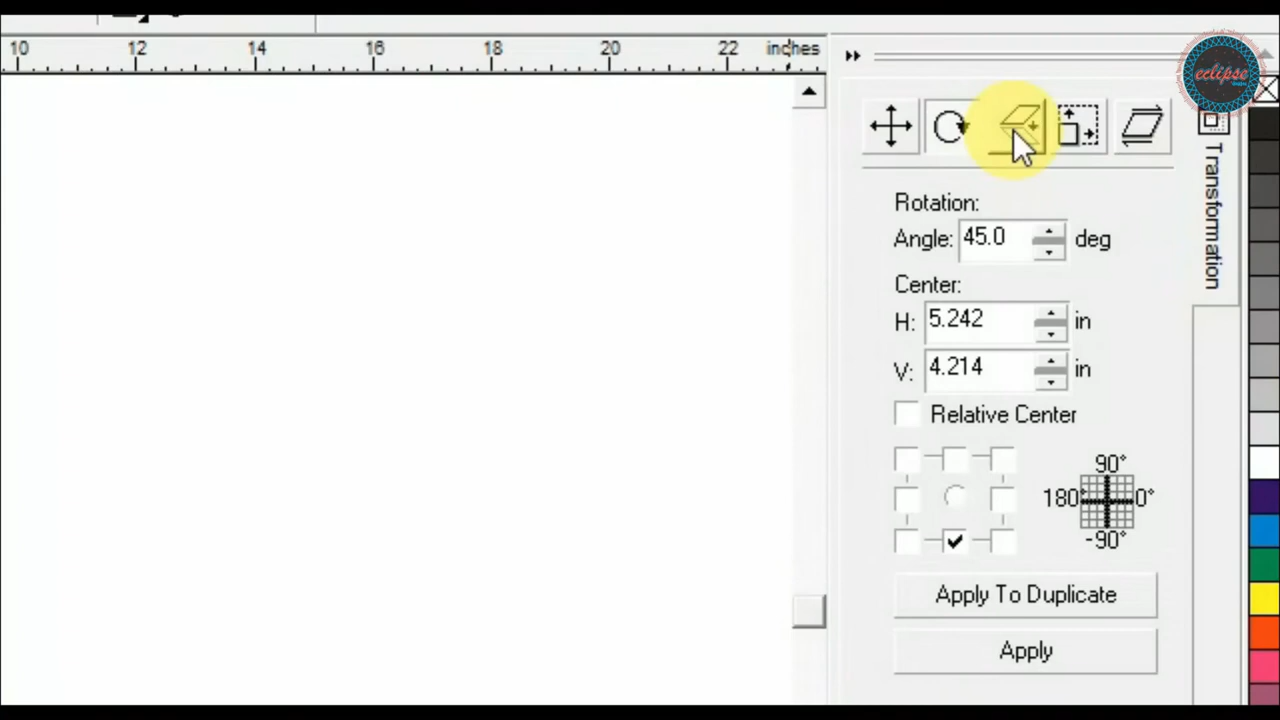 10 12 14 16 18 20 22 inches
eclipse
Transformation
Rotation:
Angle: 45.0 deg
Center:
H: 5.242 in
V: 4.214 in
Relative Center
90°
180° 0°
-90°
Apply To Duplicate
Apply